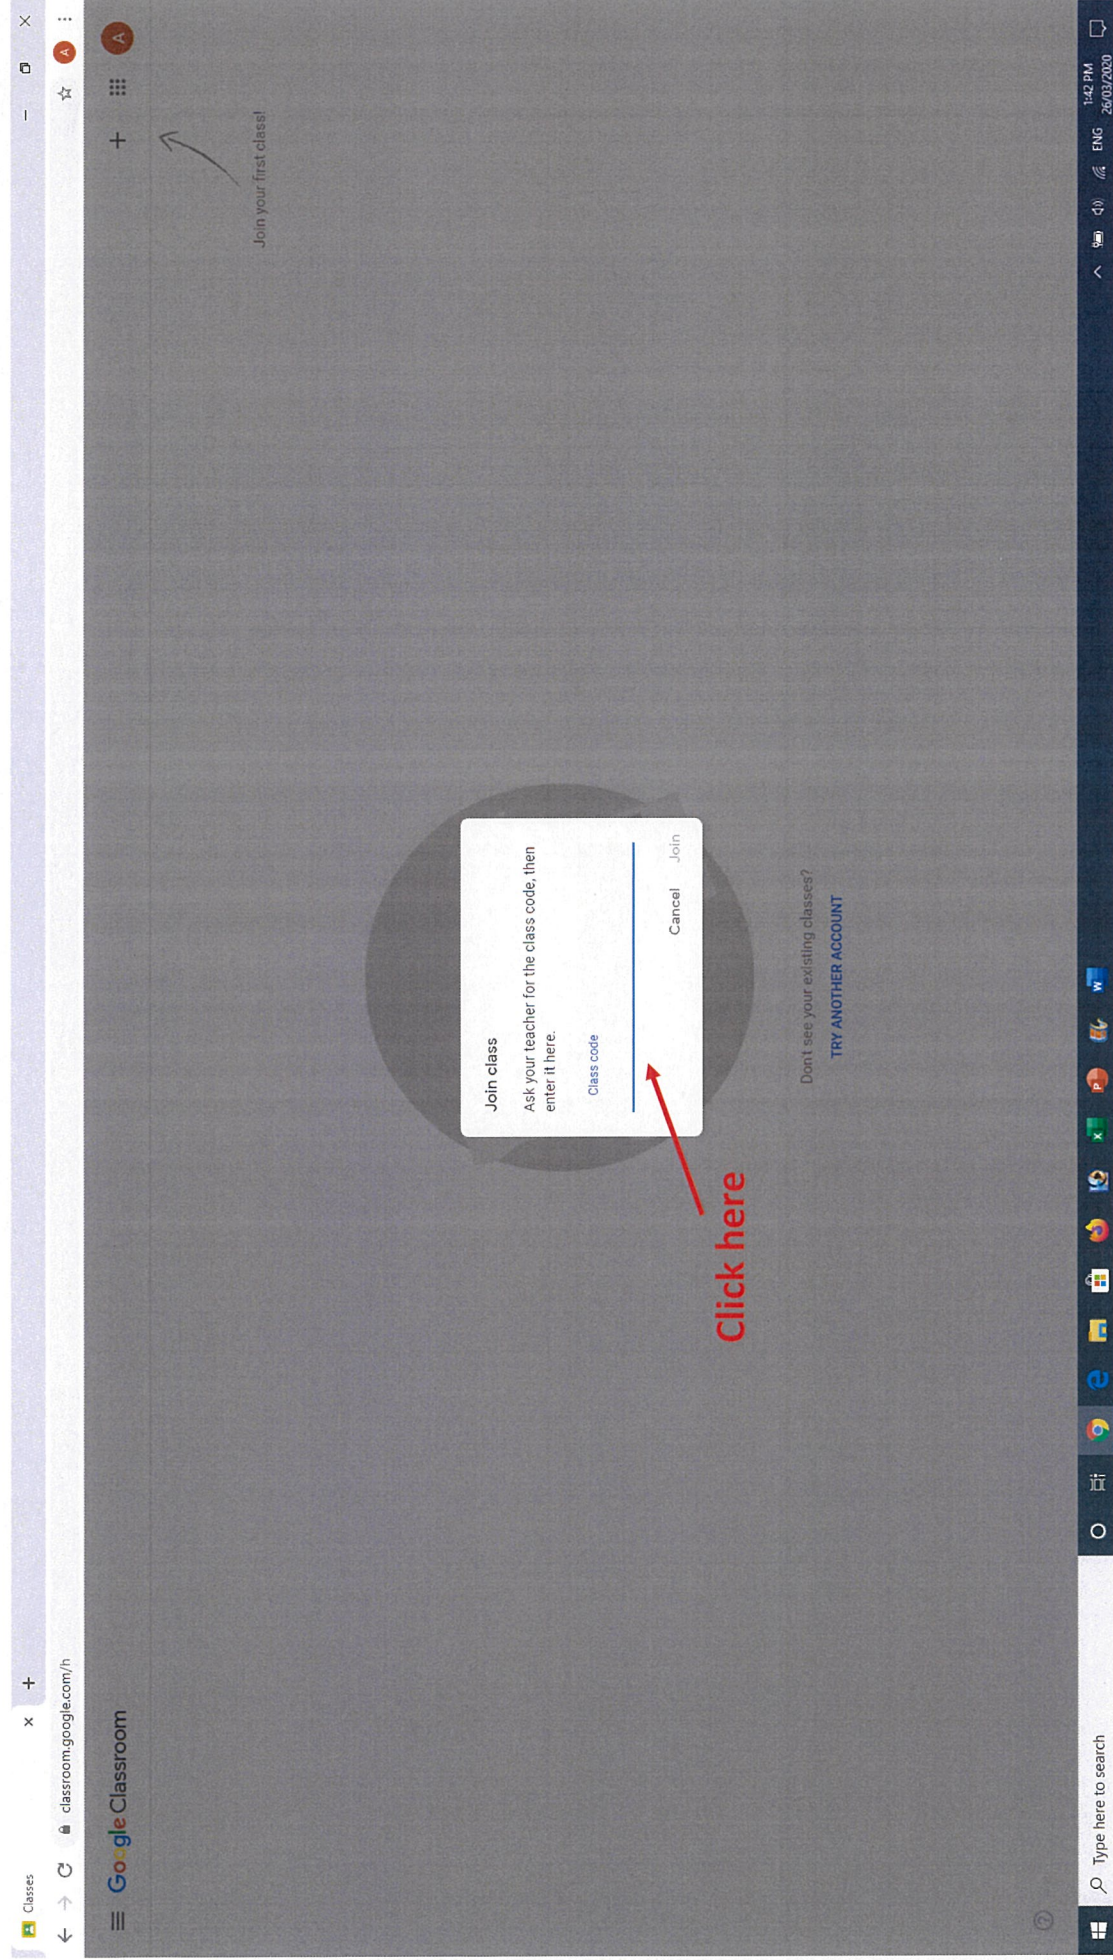 Classes
classroom.google.com/h
Google Classroom
Join your first class!
Join class
Ask your teacher for the class code, then
enter it here.
Class code
Cancel Join
Click here
Don't see your existing classes?
TRY ANOTHER ACCOUNT
Type here to search
ENG
1:42 PM
26/03/2020